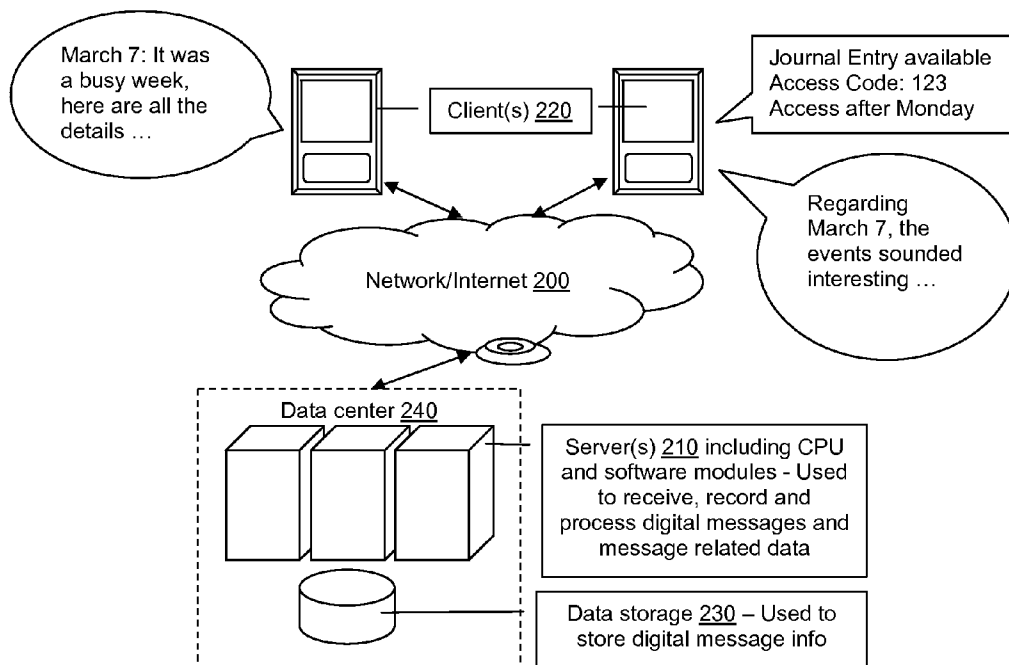 March 7: It was
a busy week,
here are all the
details …
Client(s) 220
Journal Entry available
Access Code: 123
Access after Monday
Regarding
March 7, the
events sounded
interesting …
Network/Internet 200
Data center 240
Server(s) 210 including CPU
and software modules - Used
to receive, record and
process digital messages and
message related data
Data storage 230 – Used to
store digital message info